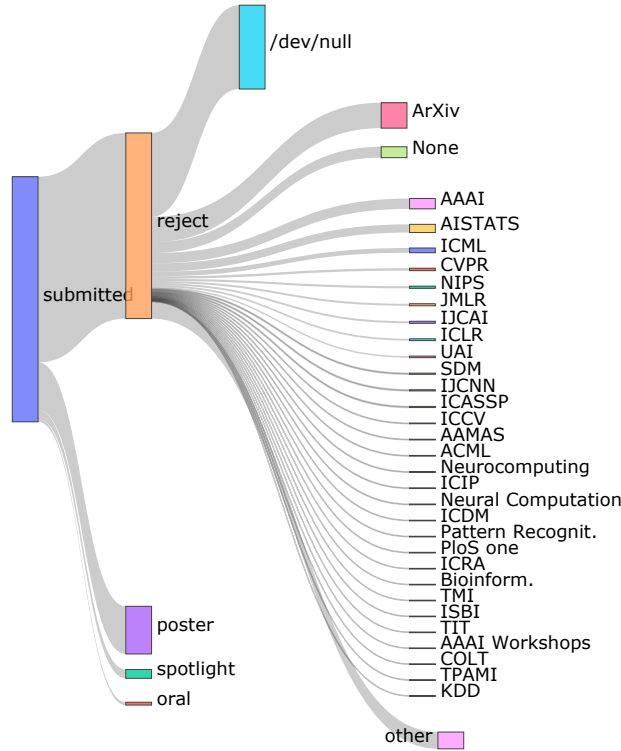 /dev/null
ArXiv
None
AAAI
reject
AISTATS
ICML
CVPR
NIPS
submitted
JMLR
IJCAI
ICLR
UAI
SDM
IJCNN
ICASSP
ICCV
AAMAS
ACML
Neurocomputing
ICIP
Neural Computation
ICDM
Pattern Recognit.
PloS one
ICRA
Bioinform.
TMI
ISBI
poster
TIT
AAAI Workshops
COLT
spotlight
TPAMI
KDD
oral
other